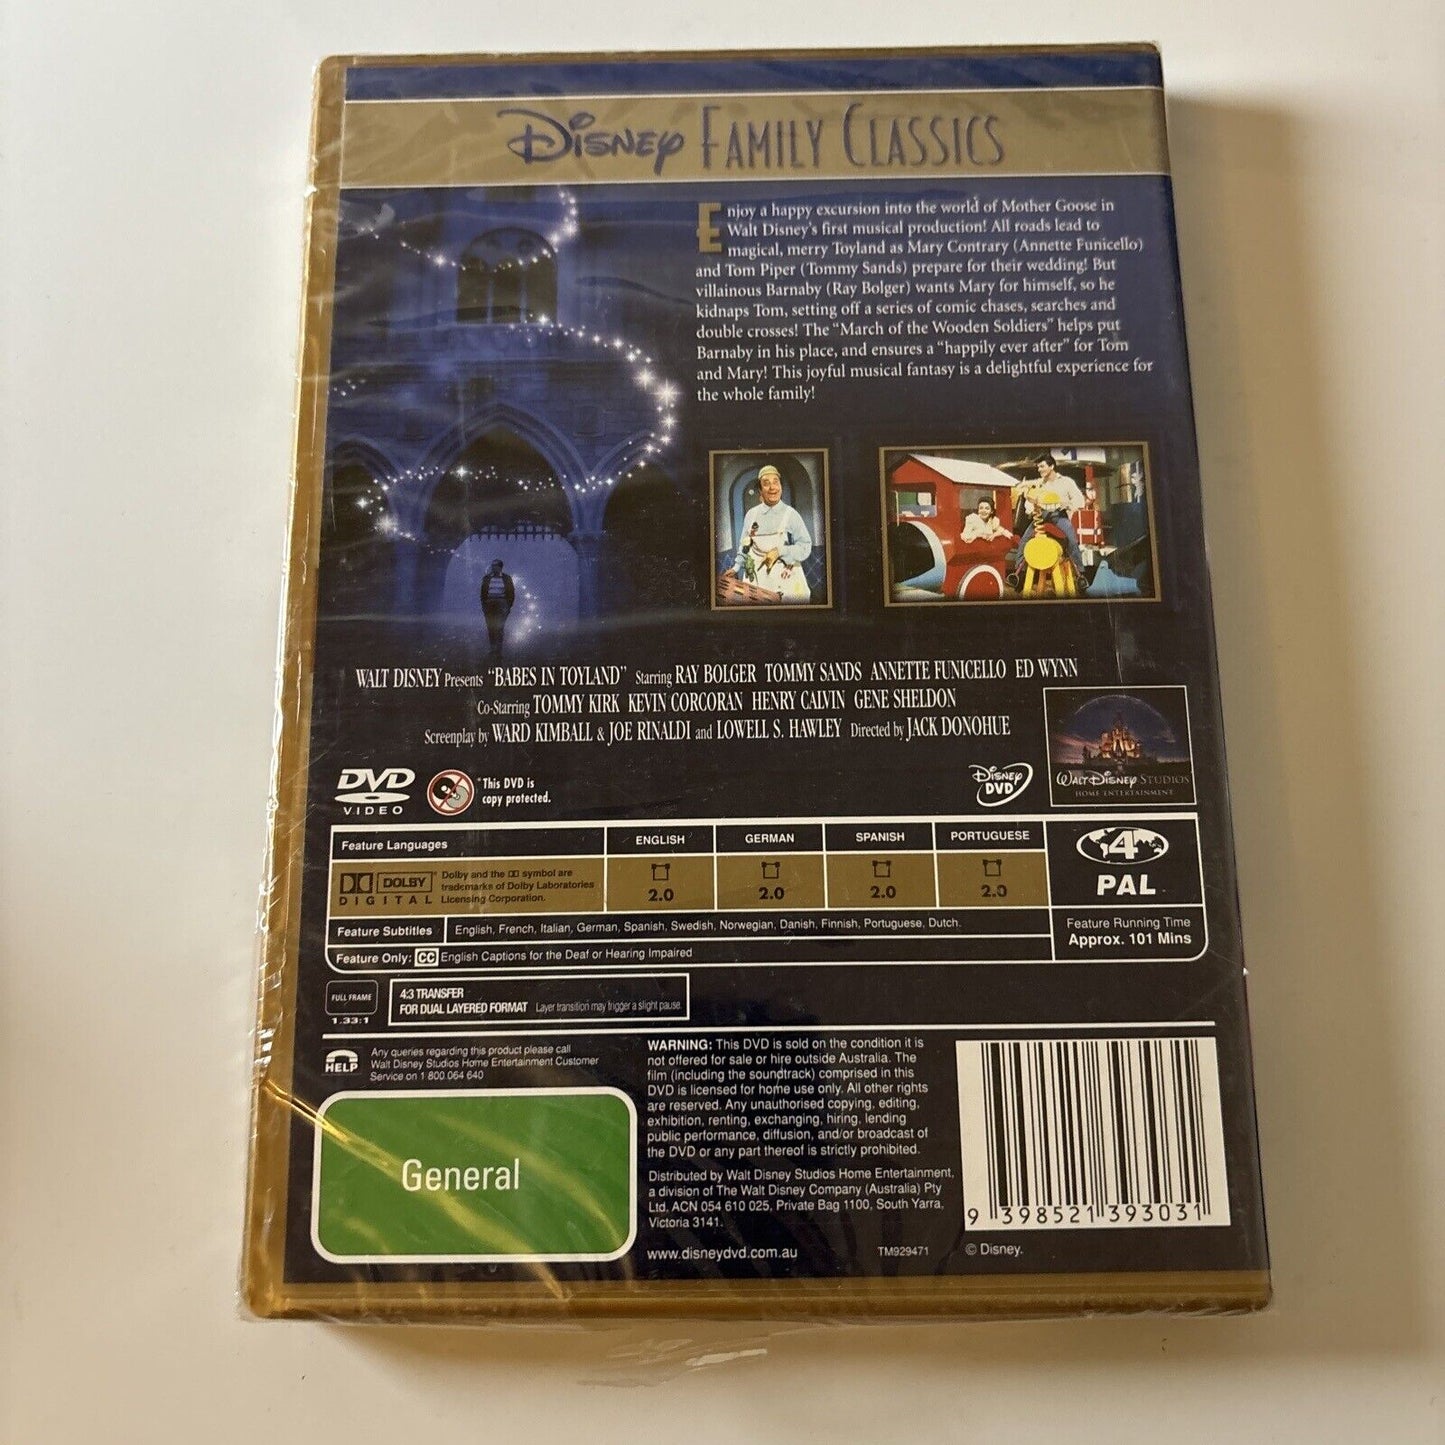 Disney Family Classics
Enjoy a happy excursion into the world of Mother Goose in
Walt Disney's first musical production! All roads lead to
magical, merry Toyland as Mary Contrary (Annette Funicello)
and Tom Piper (Tommy Sands) prepare for their wedding! But
villainous Barnaby (Ray Bolger) wants Mary for himself, so he
kidnaps Tom, setting off a series of comic chases, searches and
double crosses! The "March of the Wooden Soldiers" helps put
Barnaby in his place, and ensures a "happily ever after" for Tom
and Mary! This joyful musical fantasy is a delightful experience for
the whole family!
WALT DISNEY Presents "BABES IN TOYLAND" Starring RAY BOLGER TOMMY SANDS ANNETTE FUNICELLO ED WYNN
Co-Starring TOMMY KIRK KEVIN CORCORAN HENRY CALVIN GENE SHELDON
Screenplay by WARD KIMBALL & JOE RINALDI and LOWELL S. HAWLEY Directed by JACK DONOHUE
DVD
VIDEO
*This DVD is
copy protected.
Disney
DVD
WALT DISNEY STUDIOS
HOME ENTERTAINMENT
Feature Languages
ENGLISH GERMAN SPANISH PORTUGUESE
DOLBY
DIGITAL
Dolby and the DD symbol are
trademarks of Dolby Laboratories
Licensing Corporation.
2.0 2.0 2.0 2.0
4
PAL
Feature Subtitles English, French, Italian, German, Spanish, Swedish, Norwegian, Danish, Finnish, Portuguese, Dutch.
Feature Only: CC English Captions for the Deaf or Hearing Impaired
Feature Running Time
Approx. 101 Mins
FULL FRAME
1.33:1
4:3 TRANSFER
FOR DUAL LAYERED FORMAT Layer transition may trigger a slight pause.
HELP
Any queries regarding this product please call
Walt Disney Studios Home Entertainment Customer
Service on 1 800 064 640
General
WARNING: This DVD is sold on the condition it is
not offered for sale or hire outside Australia. The
film (including the soundtrack) comprised in this
DVD is licensed for home use only. All other rights
are reserved. Any unauthorised copying, editing,
exhibition, renting, exchanging, hiring, lending
public performance, diffusion, and/or broadcast of
the DVD or any part thereof is strictly prohibited.
Distributed by Walt Disney Studios Home Entertainment,
a division of The Walt Disney Company (Australia) Pty
Ltd. ACN 054 610 025, Private Bag 1100, South Yarra,
Victoria 3141.
www.disneydvd.com.au
TM929471
© Disney.
9 398521 393031